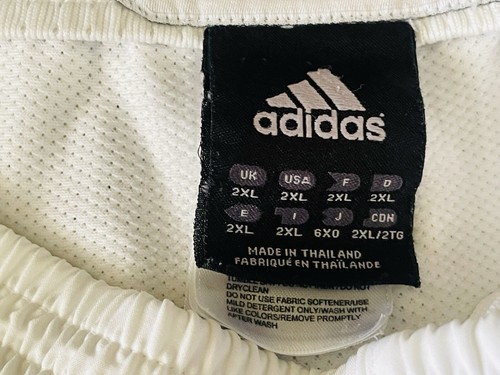 adidas
UK USA F D
2XL 2XL 2XL 2XL
E I J CDN
2XL 2XL 6XO 2XL/2TG
MADE IN THAILAND
FABRIQUÉ EN THAÏLANDE
DRYCLEAN
DO NOT USE FABRIC SOFTENER/USE
MILD DETERGENT ONLY/WASH WITH
LIKE COLORS/REMOVE PROMPTLY
AFTER WASH